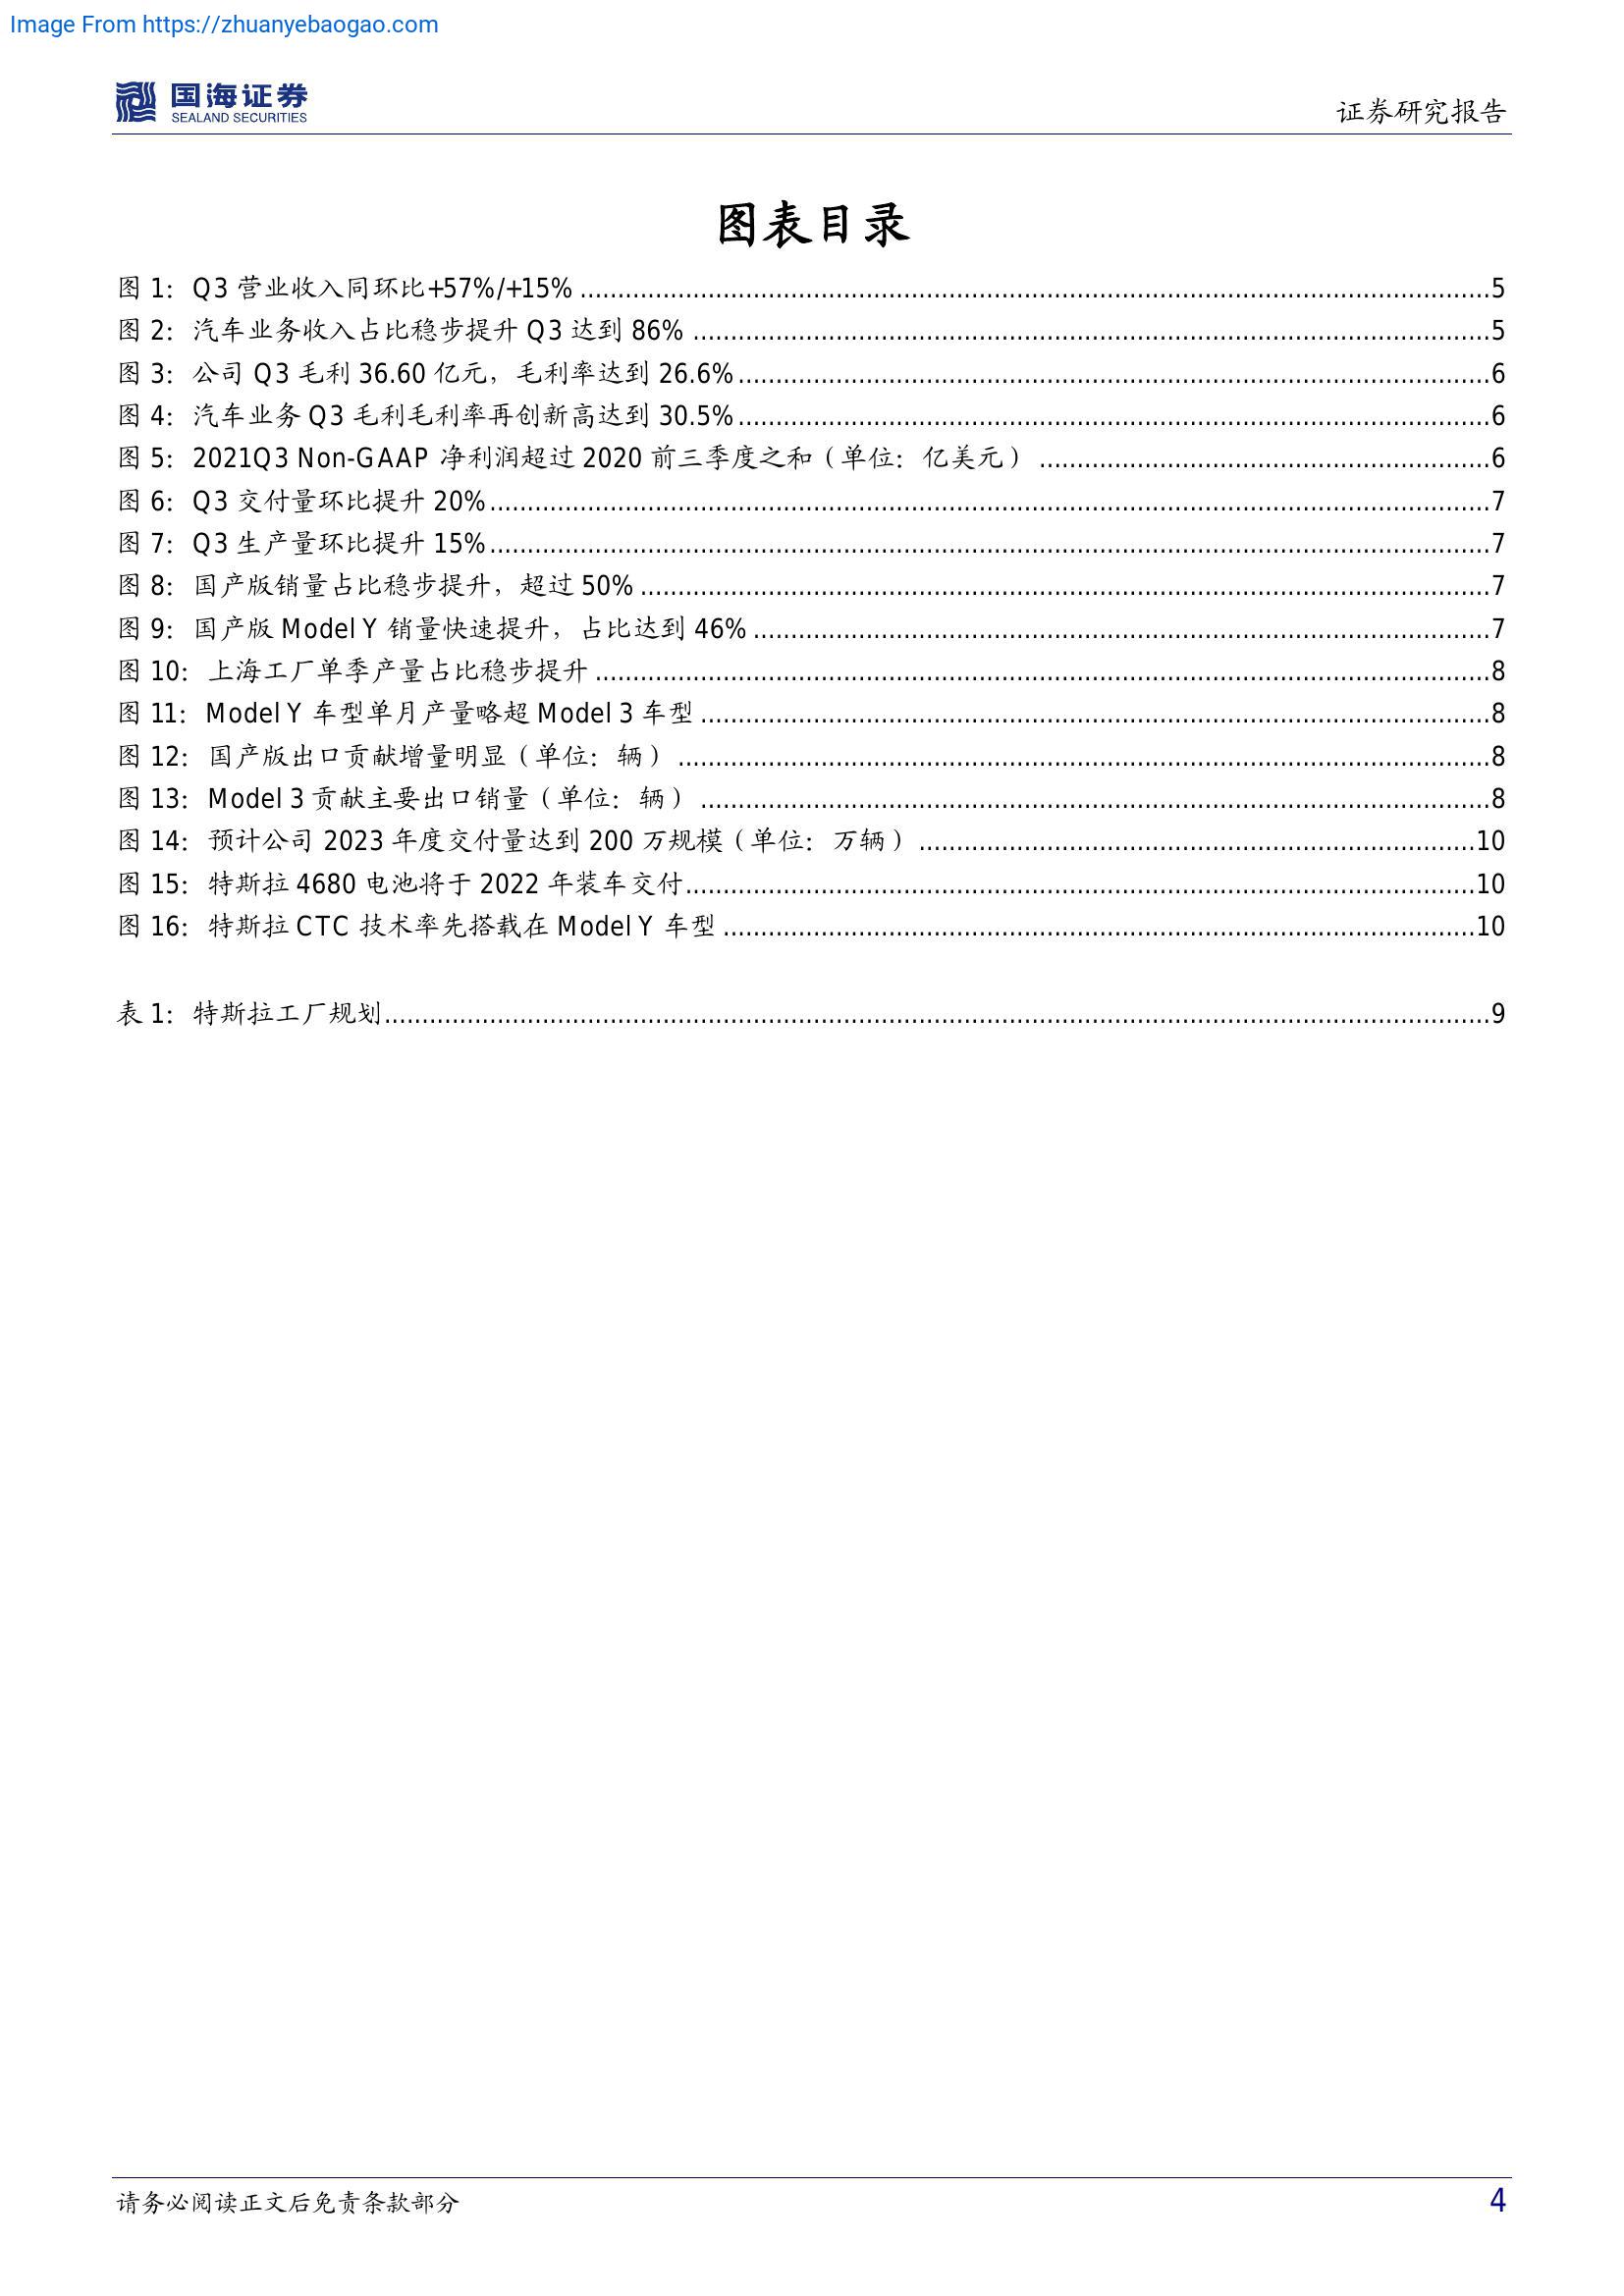 Image From https://zhuanyebaogao.com
国海证券
SEALAND SECURITIES
证券研究报告
图表目录
图 1：Q3 营业收入同环比+57%/+15%..........5
图 2：汽车业务收入占比稳步提升 Q3 达到 86%..........5
图 3：公司 Q3 毛利 36.60 亿元，毛利率达到 26.6%..........6
图 4：汽车业务 Q3 毛利毛利率再创新高达到 30.5%..........6
图 5：2021Q3 Non-GAAP 净利润超过 2020 前三季度之和（单位：亿美元）..........6
图 6：Q3 交付量环比提升 20%..........7
图 7：Q3 生产量环比提升 15%..........7
图 8：国产版销量占比稳步提升，超过 50%..........7
图 9：国产版 Model Y 销量快速提升，占比达到 46%..........7
图 10：上海工厂单季产量占比稳步提升..........8
图 11：Model Y 车型单月产量略超 Model 3 车型..........8
图 12：国产版出口贡献增量明显（单位：辆）..........8
图 13：Model 3 贡献主要出口销量（单位：辆）..........8
图 14：预计公司 2023 年度交付量达到 200 万规模（单位：万辆）..........10
图 15：特斯拉 4680 电池将于 2022 年装车交付..........10
图 16：特斯拉 CTC 技术率先搭载在 Model Y 车型..........10
表 1：特斯拉工厂规划..........9
请务必阅读正文后免责条款部分
4